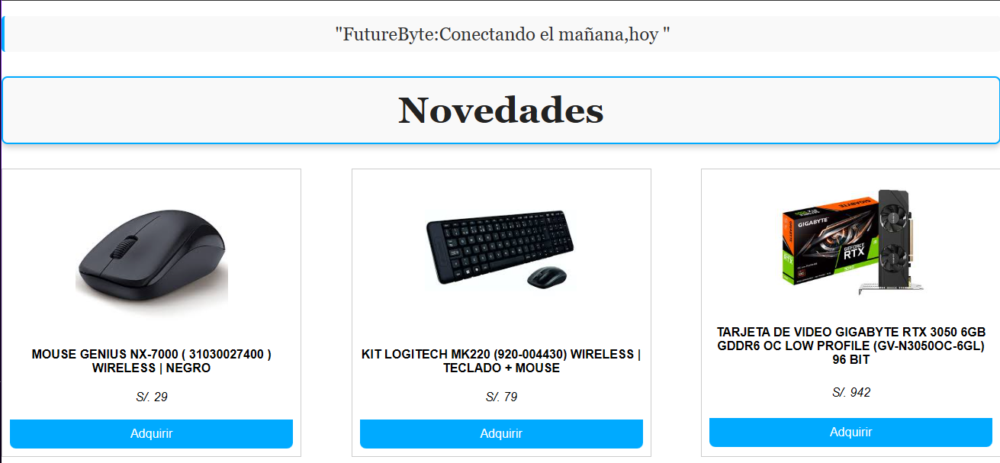 "FutureByte:Conectando el mañana,hoy "
Novedades
GIGABYTE
GEFORCE
RTX
MOUSE GENIUS NX-7000 ( 31030027400 )
WIRELESS | NEGRO
S/. 29
Adquirir
KIT LOGITECH MK220 (920-004430) WIRELESS |
TECLADO + MOUSE
S/. 79
Adquirir
TARJETA DE VIDEO GIGABYTE RTX 3050 6GB
GDDR6 OC LOW PROFILE (GV-N3050OC-6GL)
96 BIT
S/. 942
Adquirir